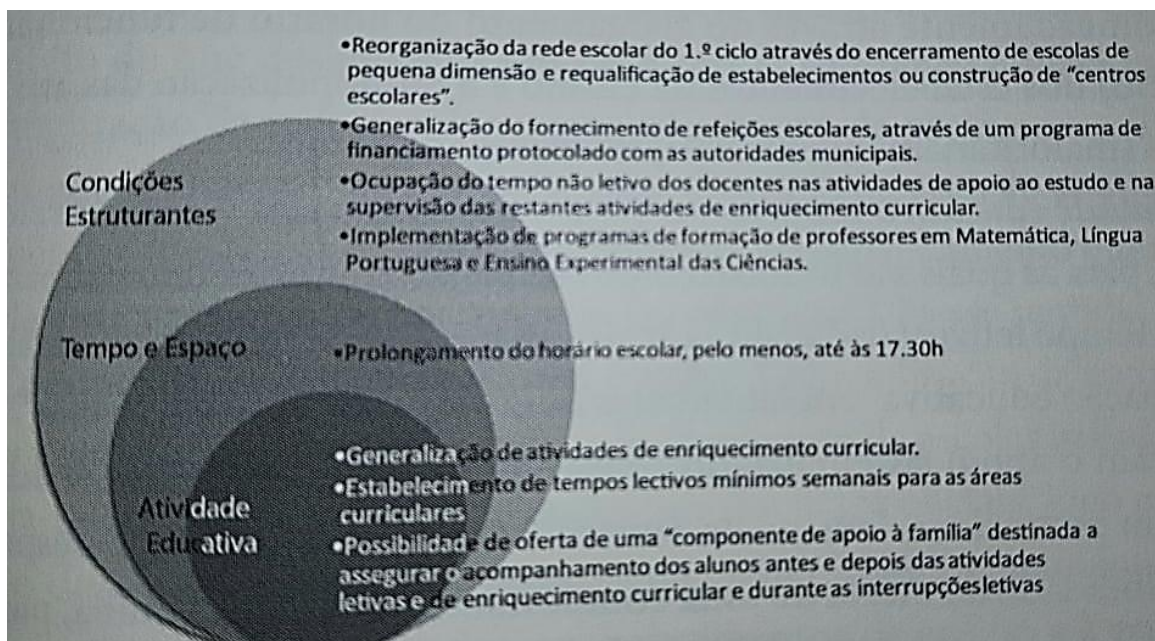 •Reorganização da rede escolar do 1.º ciclo através do encerramento de escolas de
pequena dimensão e requalificação de estabelecimentos ou construção de “centros
escolares”.
•Generalização do fornecimento de refeições escolares, através de um programa de
financiamento protocolado com as autoridades municipais.
Condições
Estruturantes
•Ocupação do tempo não letivo dos docentes nas atividades de apoio ao estudo e na
supervisão das restantes atividades de enriquecimento curricular.
•Implementação de programas de formação de professores em Matemática, Língua
Portuguesa e Ensino Experimental das Ciências.
Tempo e Espaço
•Prolongamento do horário escolar, pelo menos, até às 17.30h
•Generalização de atividades de enriquecimento curricular.
•Estabelecimento de tempos lectivos mínimos semanais para as áreas
curriculares
Atividade
Educativa
•Possibilidade de oferta de uma “componente de apoio à família” destinada a
assegurar o acompanhamento dos alunos antes e depois das atividades
letivas e de enriquecimento curricular e durante as interrupções letivas